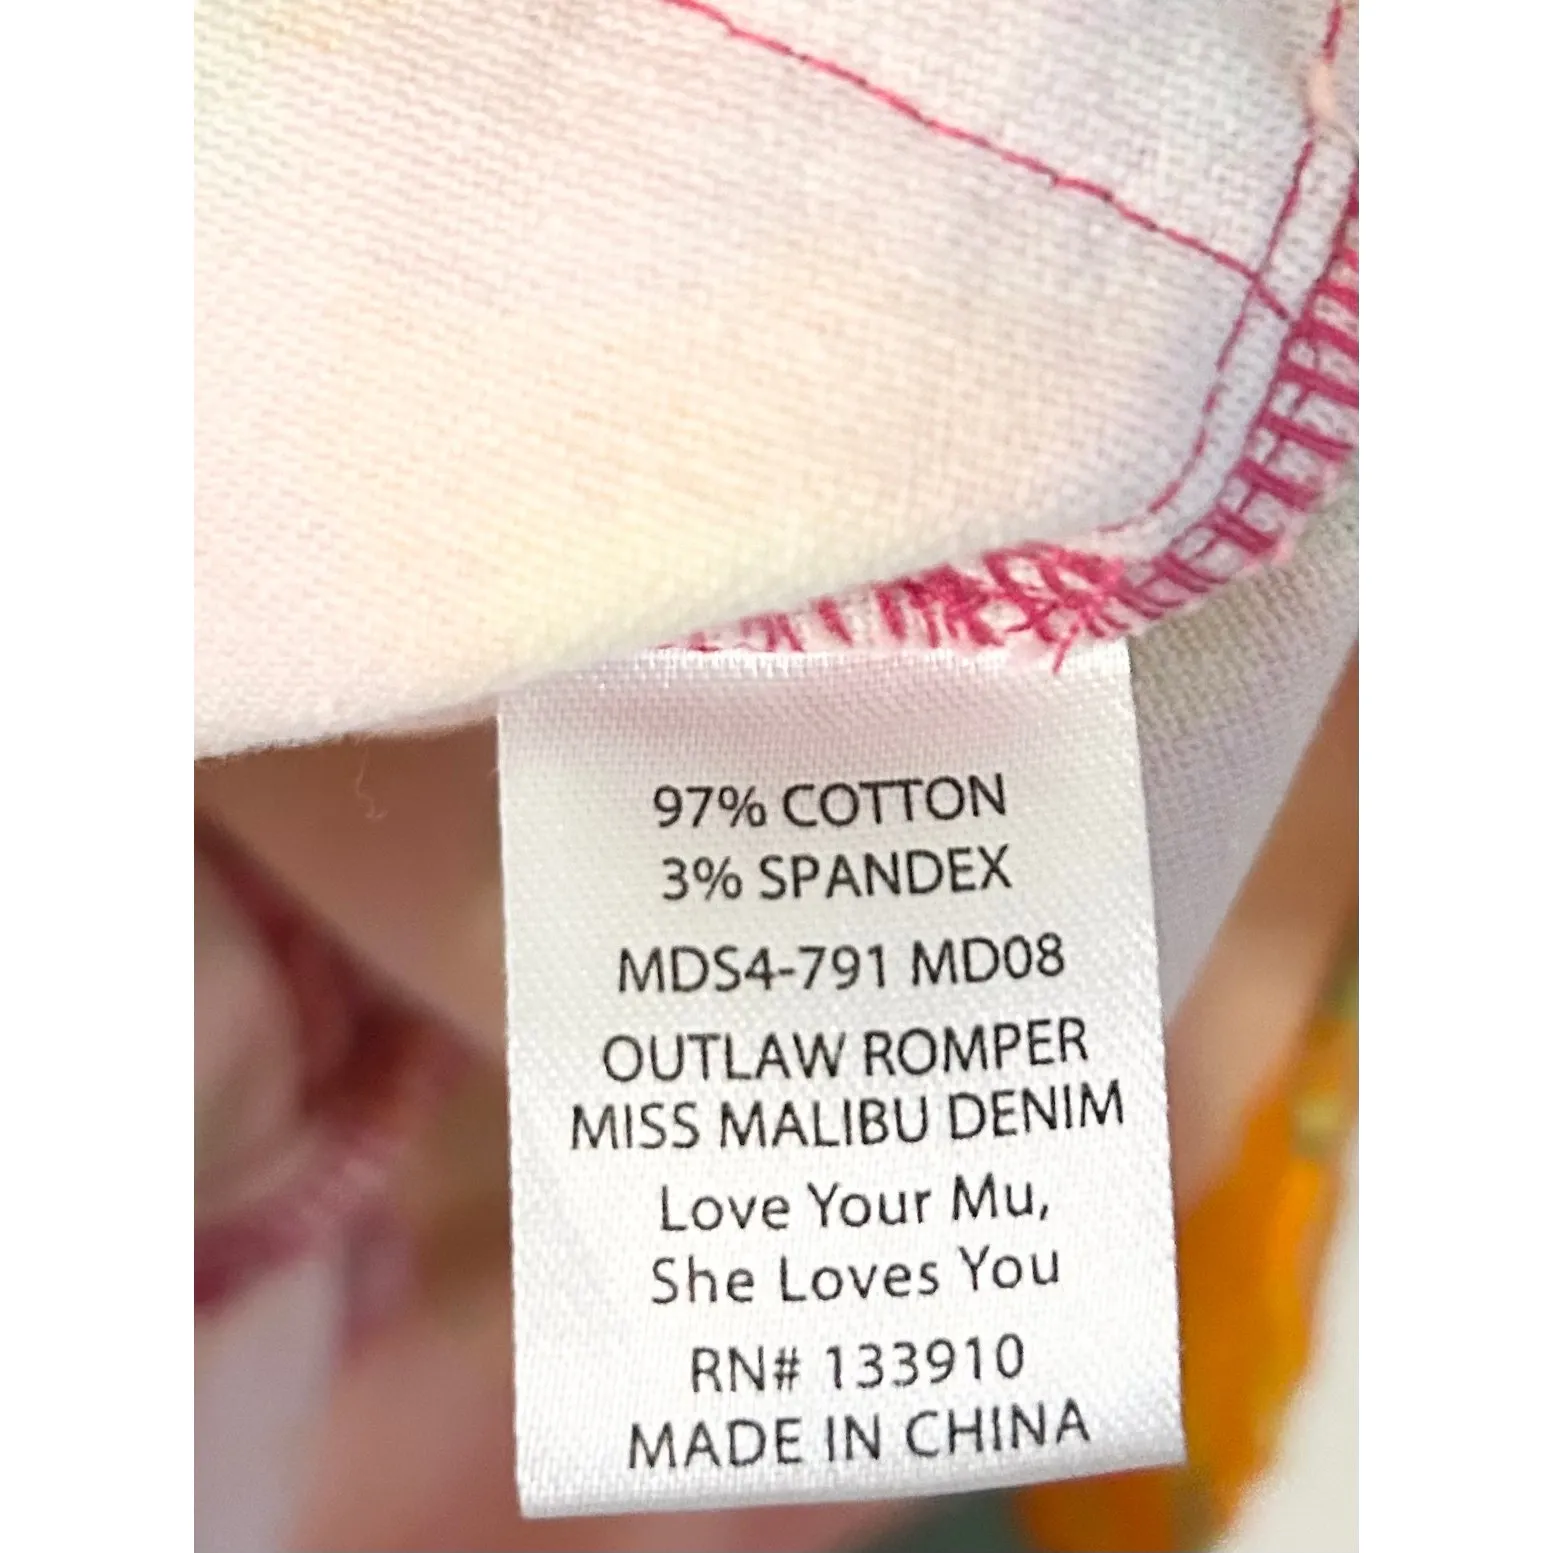 97% COTTON
3% SPANDEX
MDS4-791 MD08
OUTLAW ROMPER
MISS MALIBU DENIM
Love Your Mu,
She Loves You
RN# 133910
MADE IN CHINA